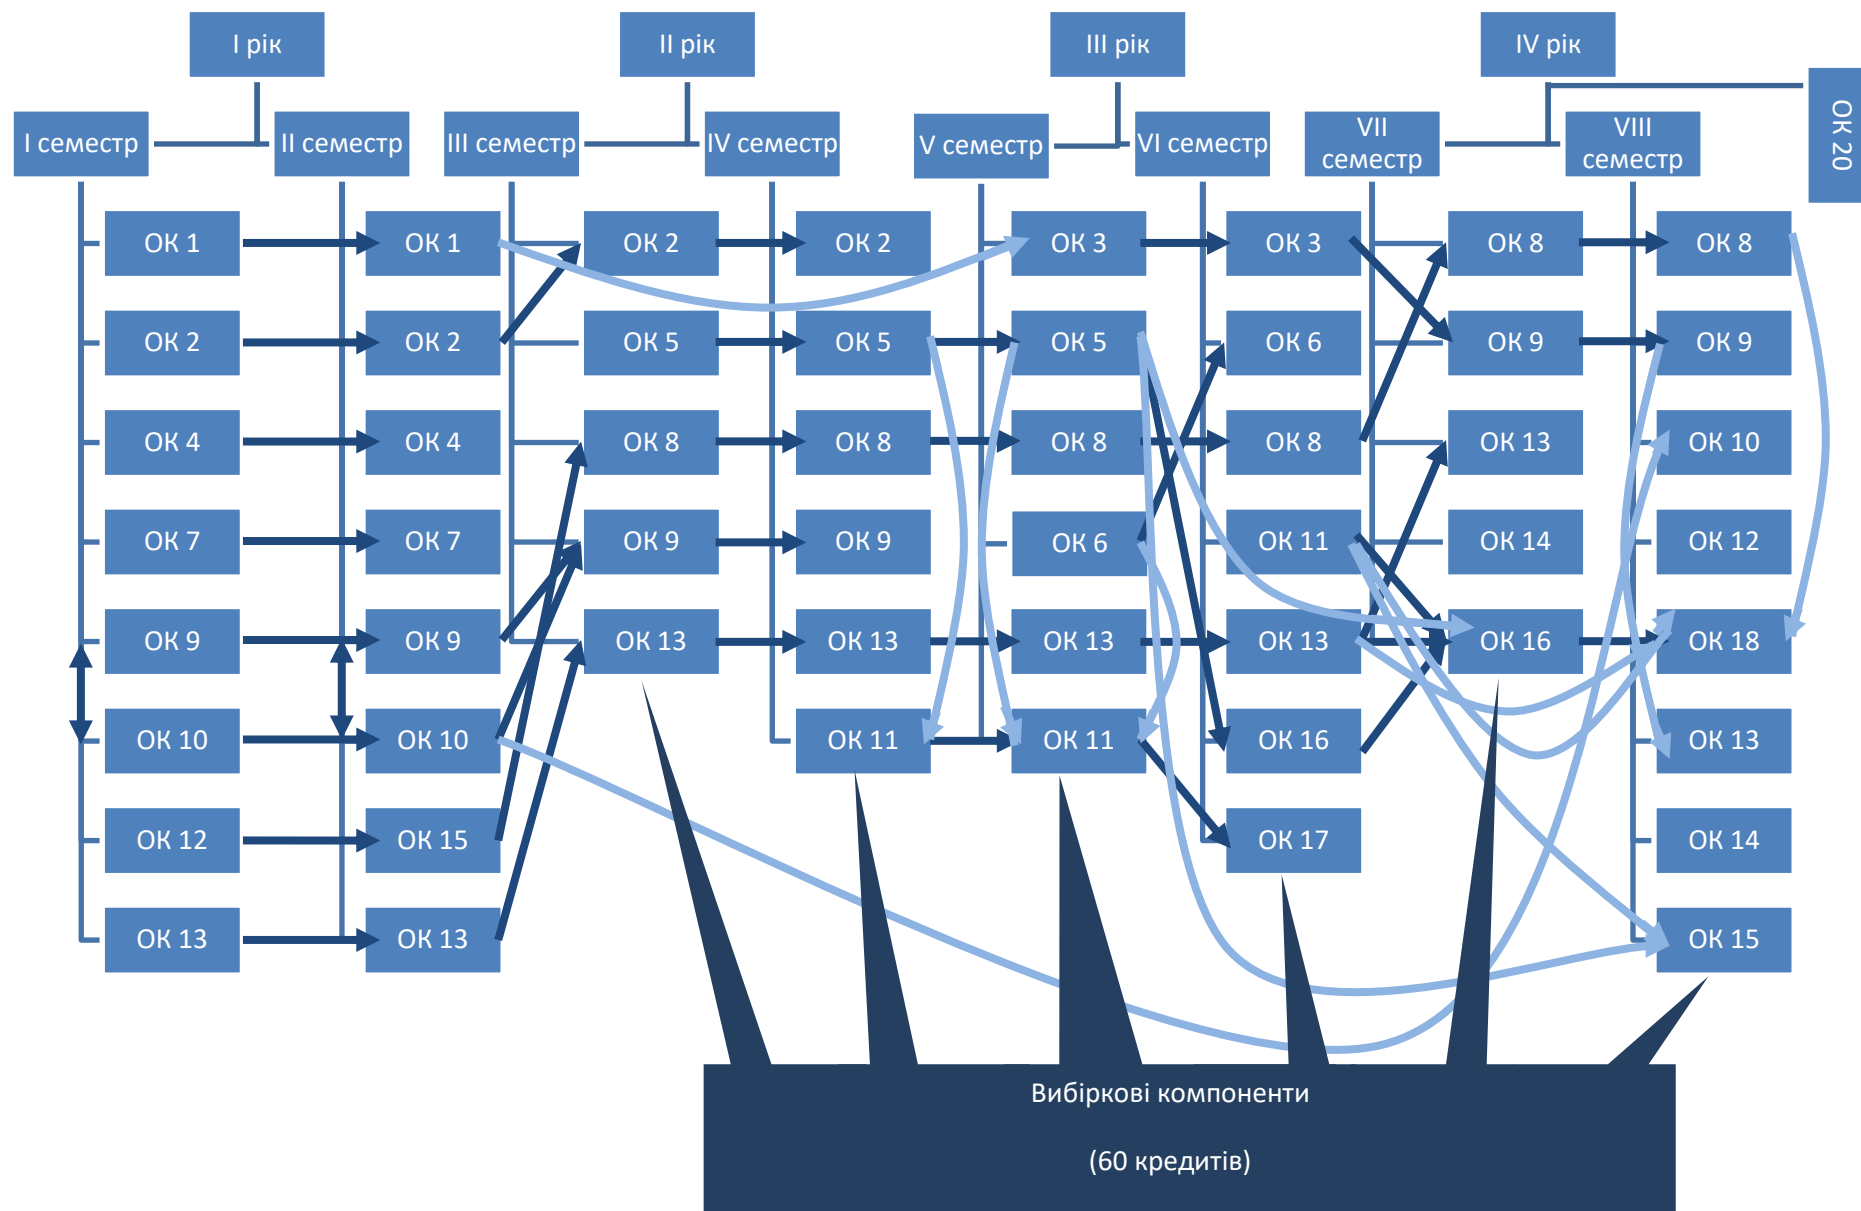 І рік
ІІ рік
ІІІ рік
IV рік
ОК 20
І семестр
ІІ семестр
ІІІ семестр
IV семестр
V семестр
VI семестр
VII
семестр
VIII
семестр
ОК 1
ОК 1
ОК 2
ОК 2
ОК 3
ОК 3
ОК 8
ОК 8
ОК 2
ОК 2
ОК 5
ОК 5
ОК 5
ОК 6
ОК 9
ОК 9
ОК 4
ОК 4
ОК 8
ОК 8
ОК 8
ОК 8
ОК 13
ОК 10
ОК 7
ОК 7
ОК 9
ОК 9
ОК 6
ОК 11
ОК 14
ОК 12
ОК 9
ОК 9
ОК 13
ОК 13
ОК 13
ОК 13
ОК 16
ОК 18
ОК 10
ОК 10
ОК 11
ОК 11
ОК 16
ОК 13
ОК 12
ОК 15
ОК 17
ОК 14
ОК 13
ОК 13
ОК 15
Вибіркові компоненти
(60 кредитів)